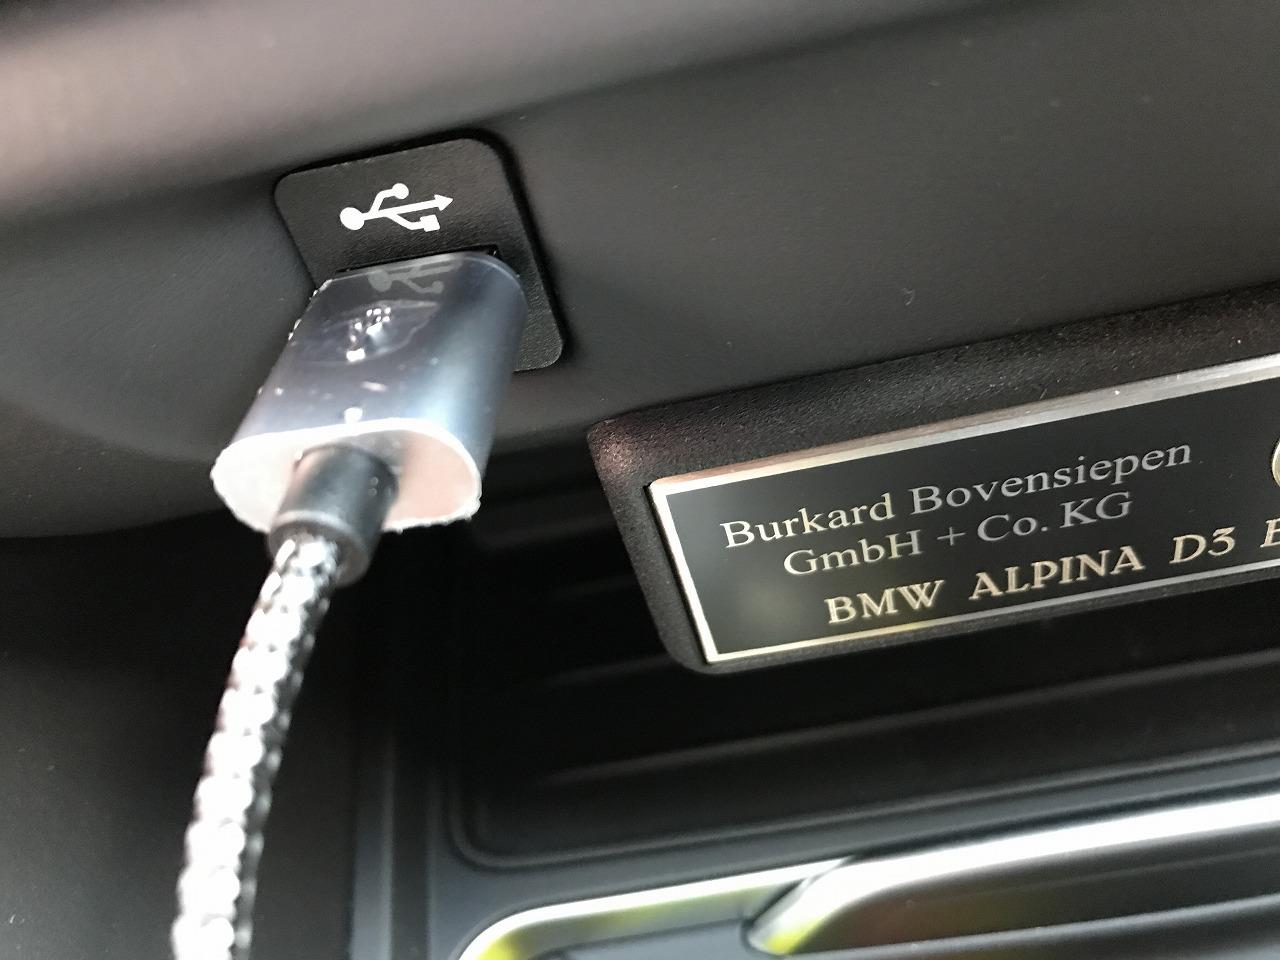 Burkard Bovensiepen
GmbH + Co. KG
BMW ALPINA D3